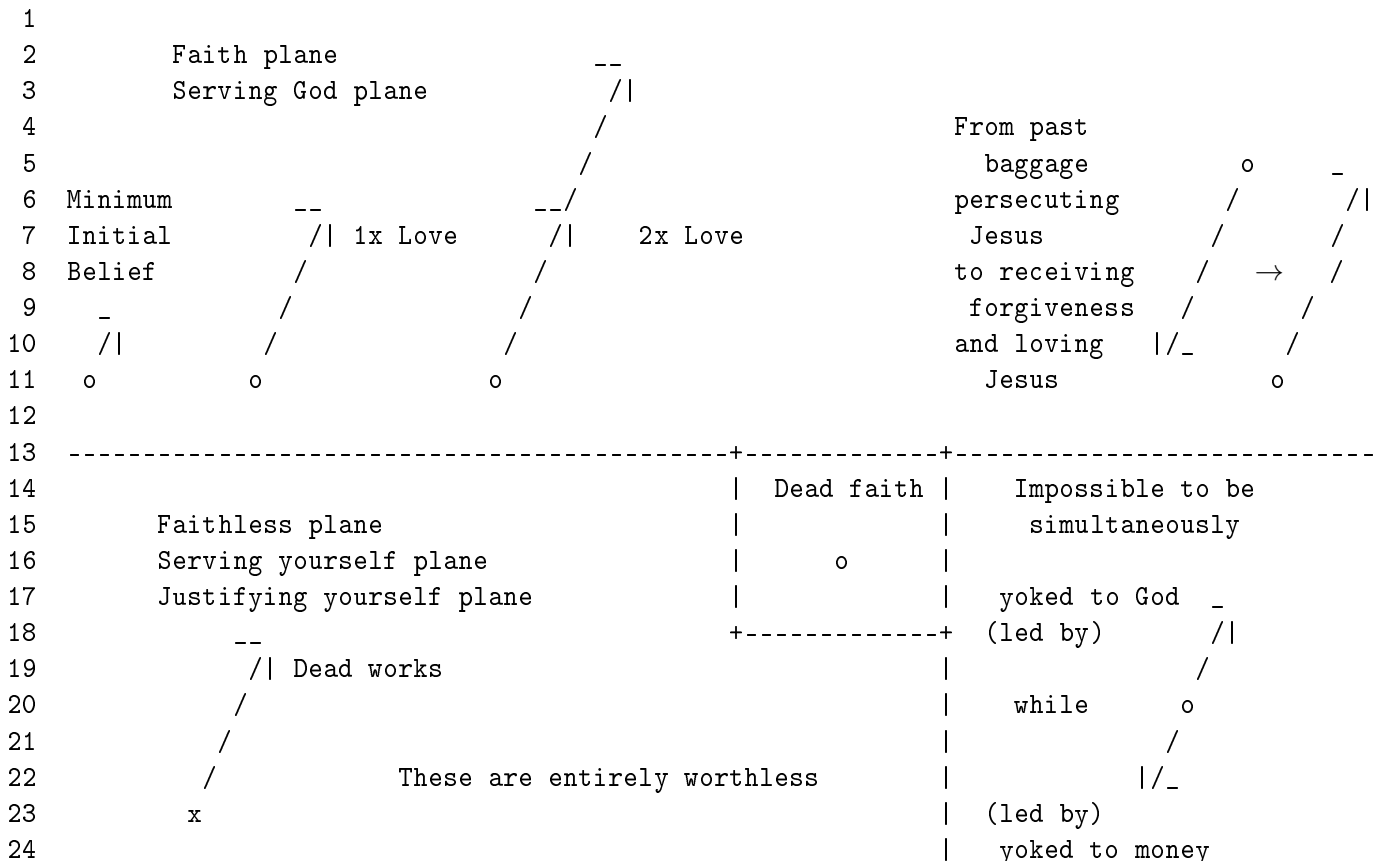 1
2         Faith plane                 __
3         Serving God plane            /|
4                                     /                       From past
5                                    /                          baggage          o     _
6  Minimum        __              __/                         persecuting       /       /|
7  Initial         /| 1x Love      /|    2x Love               Jesus           /       /
8  Belief         /               /                           to receiving    /   →   /
9    _           /               /                             forgiveness   /       /
10   /|         /               /                             and loving   |/_      /
11  o          o               o                                Jesus              o
12
13 --------------------------------------------+-------------+----------------------------
14                                             |  Dead faith |    Impossible to be
15       Faithless plane                       |             |     simultaneously
16       Serving yourself plane                |      o      |
17       Justifying yourself plane             |             |   yoked to God  _
18            __                               +-------------+  (led by)       /|
19             /| Dead works                                 |                /
20            /                                              |    while      o
21           /                                               |              /
22          /            These are entirely worthless        |            |/_
23         x                                                 |  (led by)
24                                                           |   yoked to money